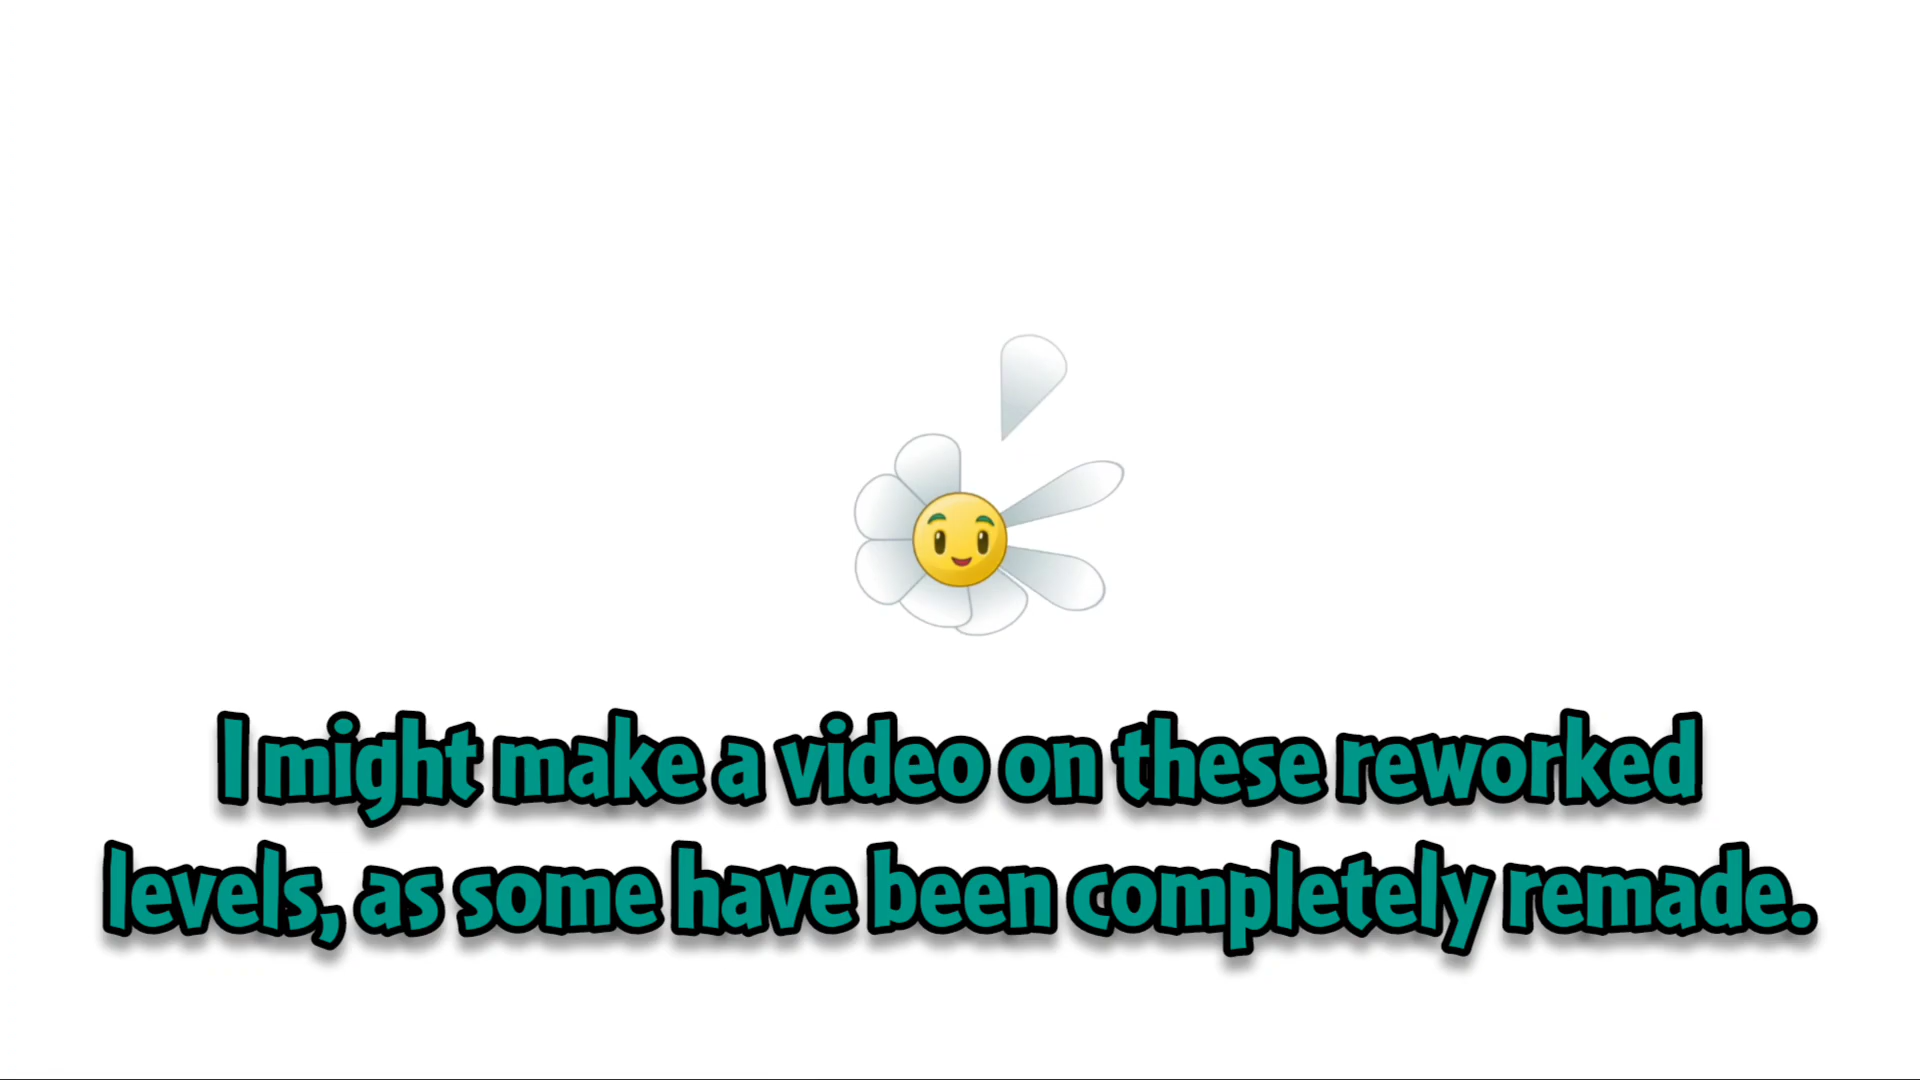 I might make a video on these reworked
levels, as some have been completely remade.